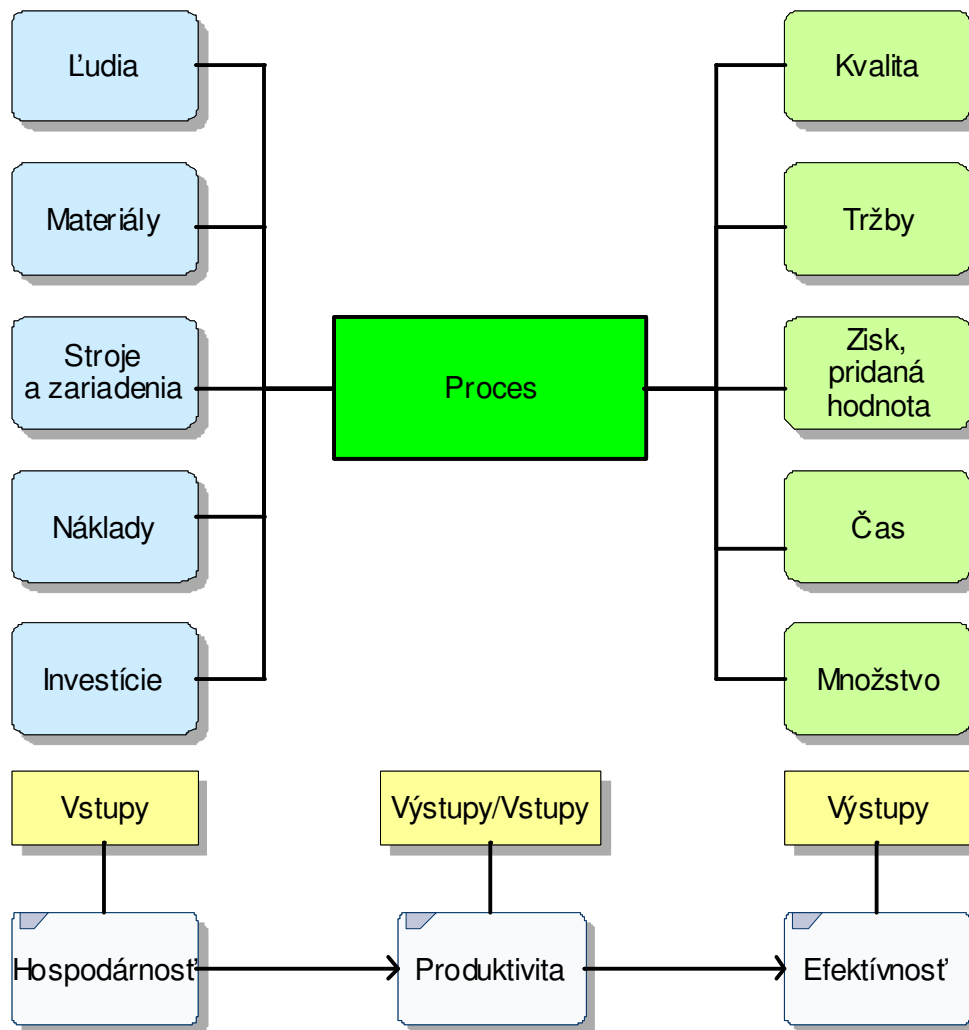 Ľudia
Kvalita
Materiály
Tržby
Stroje
a zariadenia
Proces
Zisk,
pridaná
hodnota
Náklady
Čas
Investície
Množstvo
Vstupy
Výstupy/Vstupy
Výstupy
Hospodárnosť
Produktivita
Efektívnosť